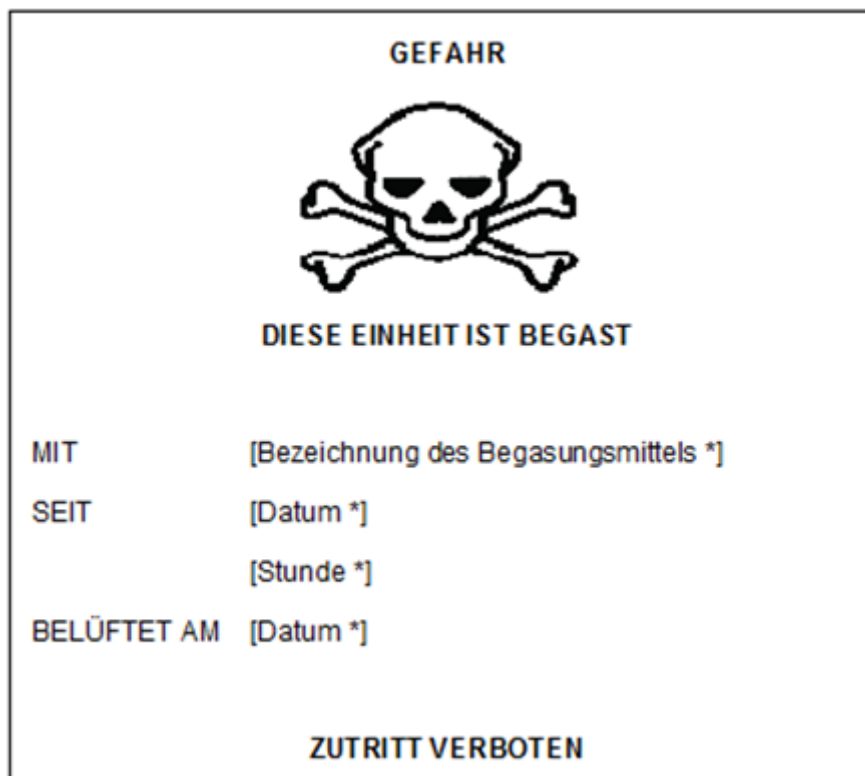 GEFAHR
DIESE EINHEIT IST BEGAST
MIT [Bezeichnung des Begasungsmittels *]
SEIT [Datum *]
[Stunde *]
BELÜFTET AM [Datum *]
ZUTRITT VERBOTEN